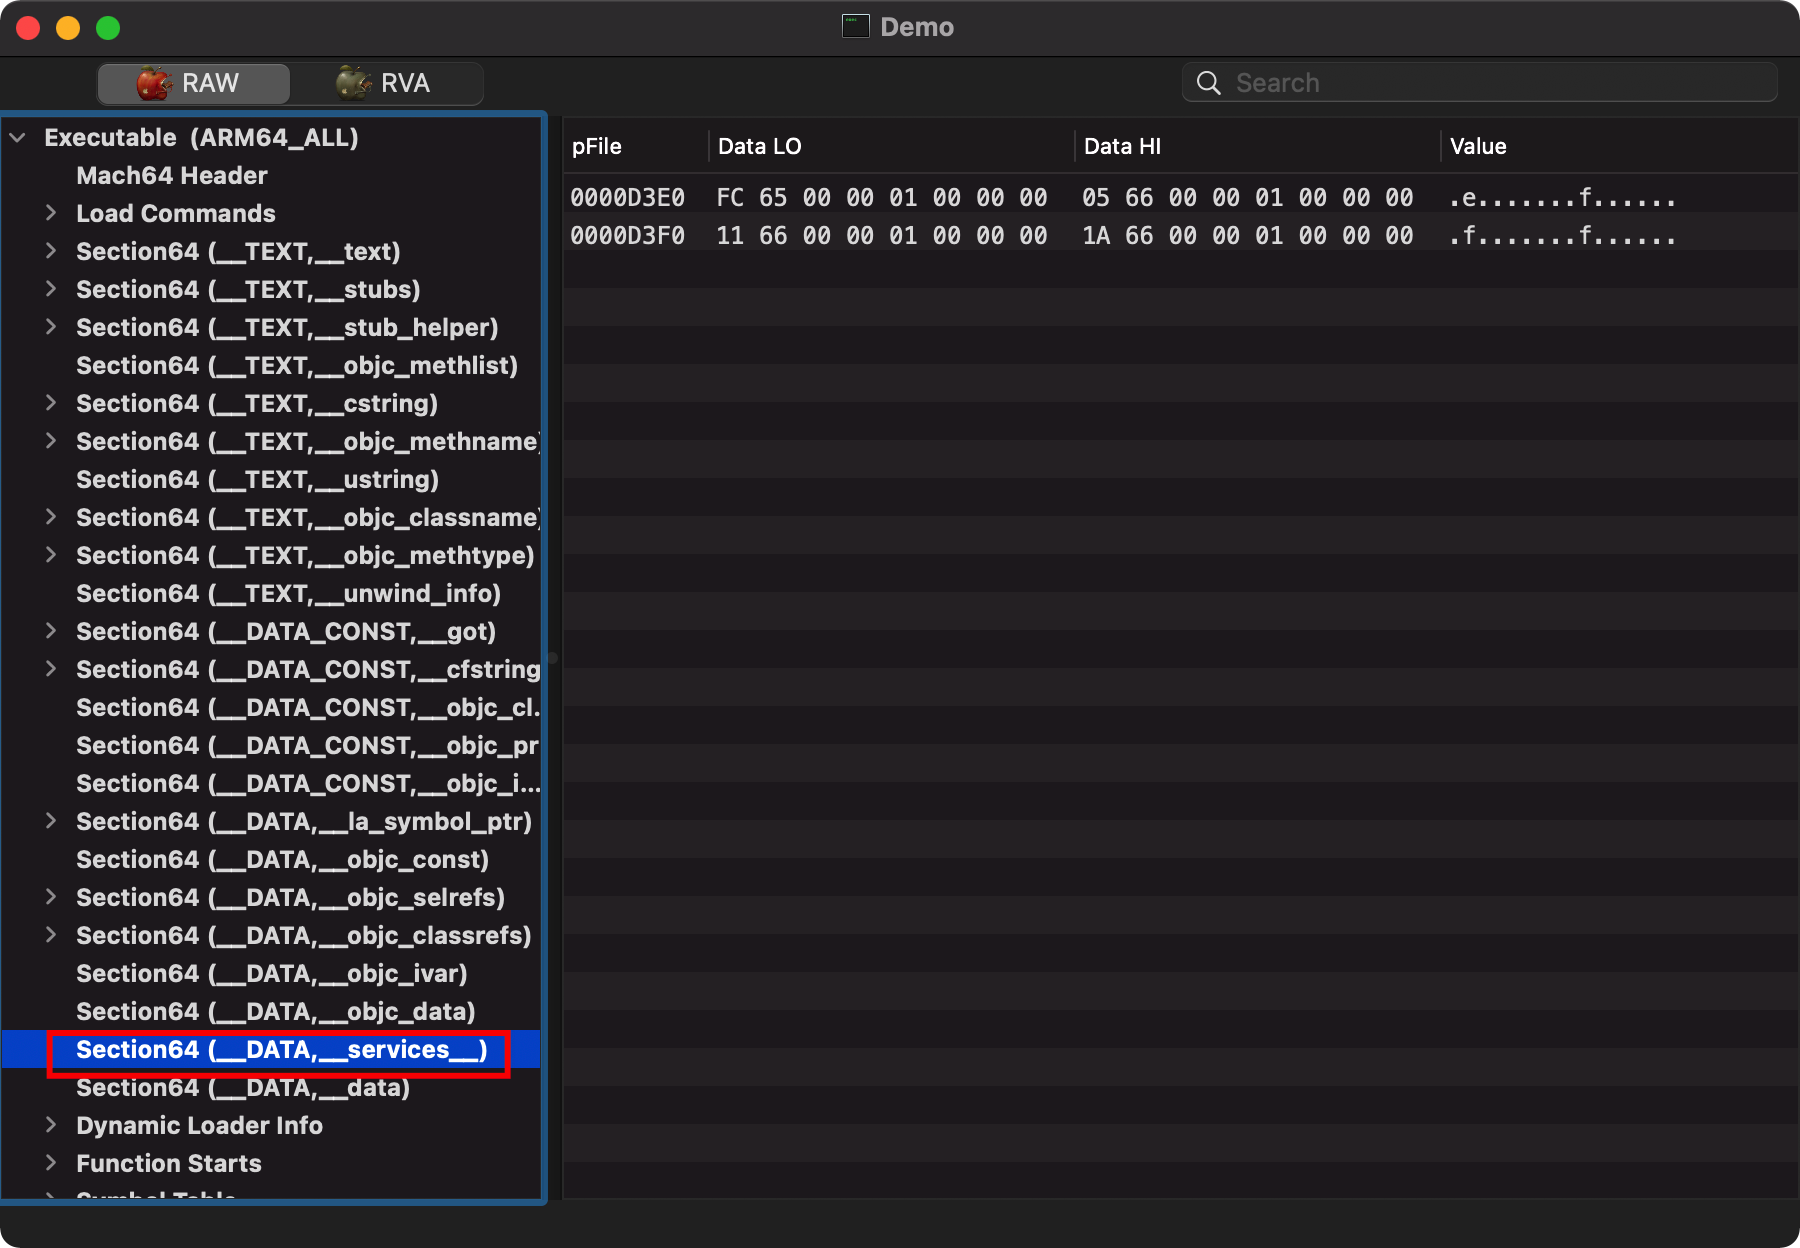 Demo
RAW
RVA
Search
Executable (ARM64_ALL)
Mach64 Header
Load Commands
Section64 (__TEXT,__text)
Section64 (__TEXT,__stubs)
Section64 (__TEXT,__stub_helper)
Section64 (__TEXT,__objc_methlist)
Section64 (__TEXT,__cstring)
Section64 (__TEXT,__objc_methname)
Section64 (__TEXT,__ustring)
Section64 (__TEXT,__objc_classname)
Section64 (__TEXT,__objc_methtype)
Section64 (__TEXT,__unwind_info)
Section64 (__DATA_CONST,__got)
Section64 (__DATA_CONST,__cfstring
Section64 (__DATA_CONST,__objc_cl.
Section64 (__DATA_CONST,__objc_pr
Section64 (__DATA_CONST,__objc_i...
Section64 (__DATA,__la_symbol_ptr)
Section64 (__DATA,__objc_const)
Section64 (__DATA,__objc_selrefs)
Section64 (__DATA,__objc_classrefs)
Section64 (__DATA,__objc_ivar)
Section64 (__DATA,__objc_data)
Section64 (__DATA,__services__)
Section64 (__DATA,__data)
Dynamic Loader Info
Function Starts
Symbol Table
pFile Data LO Data HI Value
0000D3E0 FC 65 00 00 01 00 00 00 05 66 00 00 01 00 00 00 .e.......f......
0000D3F0 11 66 00 00 01 00 00 00 1A 66 00 00 01 00 00 00 .f.......f......